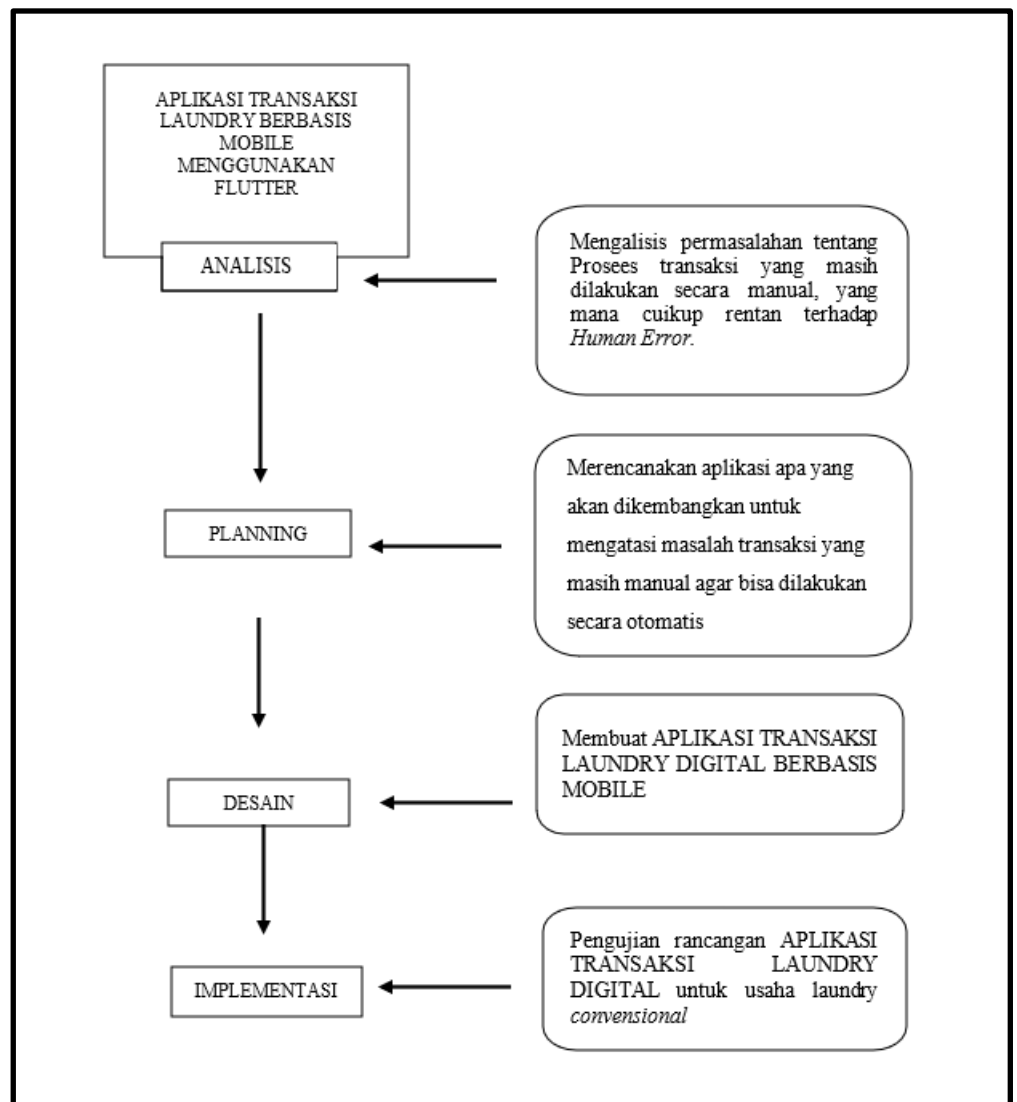 APLIKASI TRANSAKSI
LAUNDRY BERBASIS
MOBILE
MENGGUNAKAN
FLUTTER
ANALISIS
Mengalisis permasalahan tentang
Prosees transaksi yang masih
dilakukan secara manual, yang
mana cuikup rentan terhadap
Human Error.
PLANNING
Merencanakan aplikasi apa yang
akan dikembangkan untuk
mengatasi masalah transaksi yang
masih manual agar bisa dilakukan
secara otomatis
DESAIN
Membuat APLIKASI TRANSAKSI
LAUNDRY DIGITAL BERBASIS
MOBILE
IMPLEMENTASI
Pengujian rancangan APLIKASI
TRANSAKSI LAUNDRY
DIGITAL untuk usaha laundry
convensional